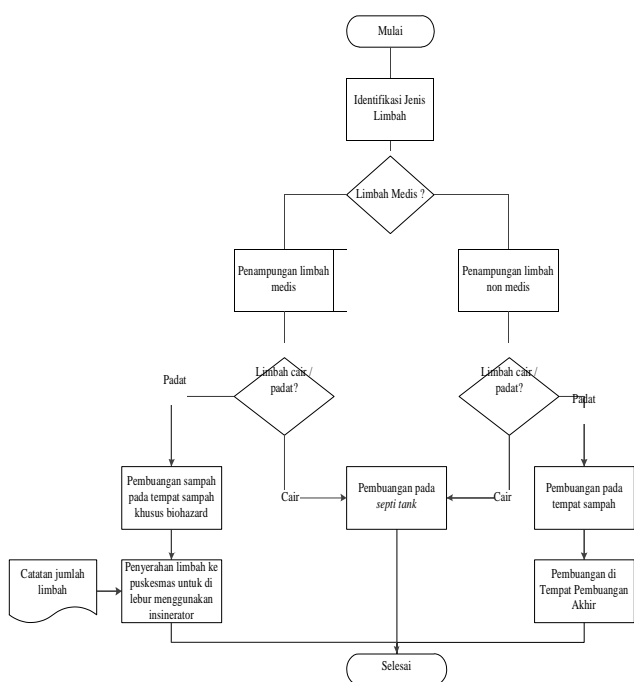 Mulai
Identifikasi Jenis
Limbah
Limbah Medis ?
Penampungan limbah
medis
Penampungan limbah
non medis
Limbah cair /
padat?
Limbah cair /
padat?
Padat
Padat
Pembuangan sampah
pada tempat sampah
khusus biohazard
Cair
Pembuangan pada
septi tank
Cair
Pembuangan pada
tempat sampah
Catatan jumlah
limbah
Penyerahan limbah ke
puskesmas untuk di
lebur menggunakan
insinerator
Pembuangan di
Tempat Pembuangan
Akhir
Selesai